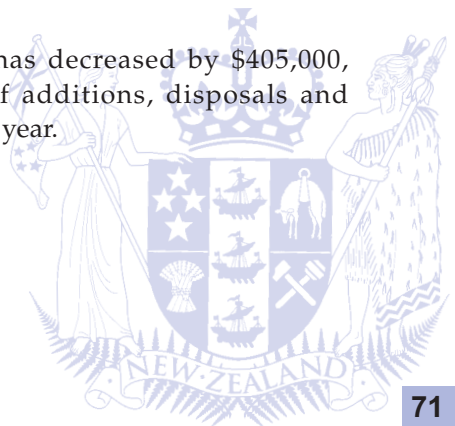 has decreased by $405,000,
f additions, disposals and
year.
NEW·ZEALAND
71